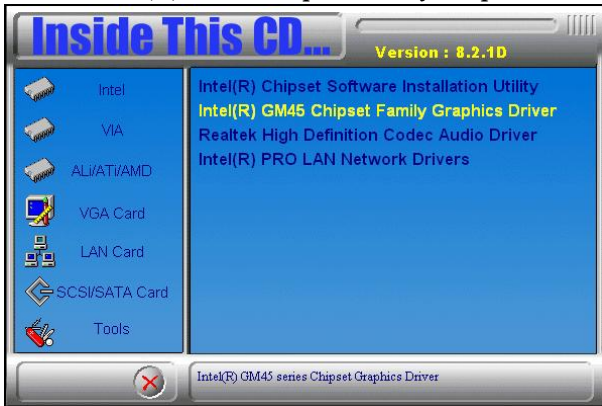 Inside This CD...
Version : 8.2.1D
Intel
VIA
ALi/ATi/AMD
VGA Card
LAN Card
SCSI/SATA Card
Tools
Intel(R) Chipset Software Installation Utility
Intel(R) GM45 Chipset Family Graphics Driver
Realtek High Definition Codec Audio Driver
Intel(R) PRO LAN Network Drivers
Intel(R) GM45 series Chipset Graphics Driver